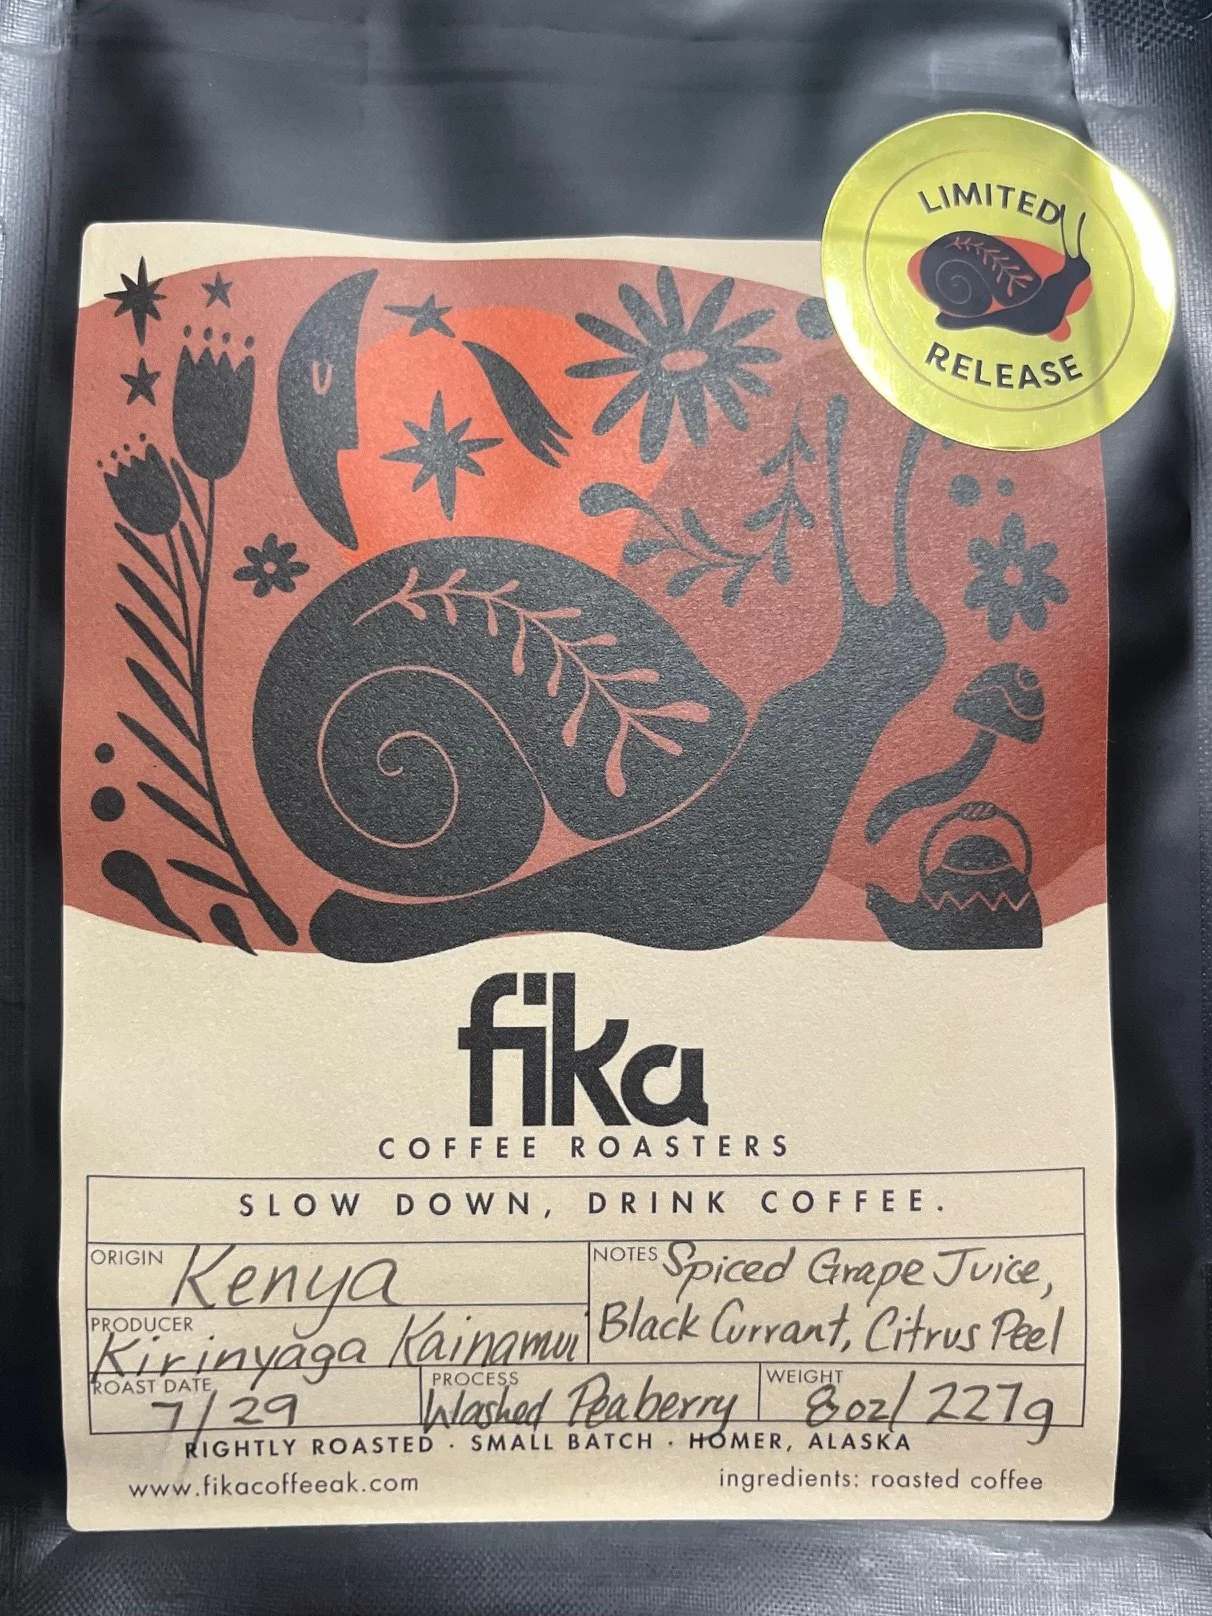 LIMITED
RELEASE
fika
COFFEE ROASTERS
SLOW DOWN, DRINK COFFEE.
ORIGIN Kenya
NOTES Spiced Grape Juice,
Black Currant, Citrus Peel
PRODUCER
Kirinyaga Kainamui
ROAST DATE
7/29
PROCESS
Washed Peaberry
WEIGHT
8oz/227g
RIGHTLY ROASTED · SMALL BATCH · HOMER, ALASKA
www.fikacoffeeak.com
ingredients: roasted coffee